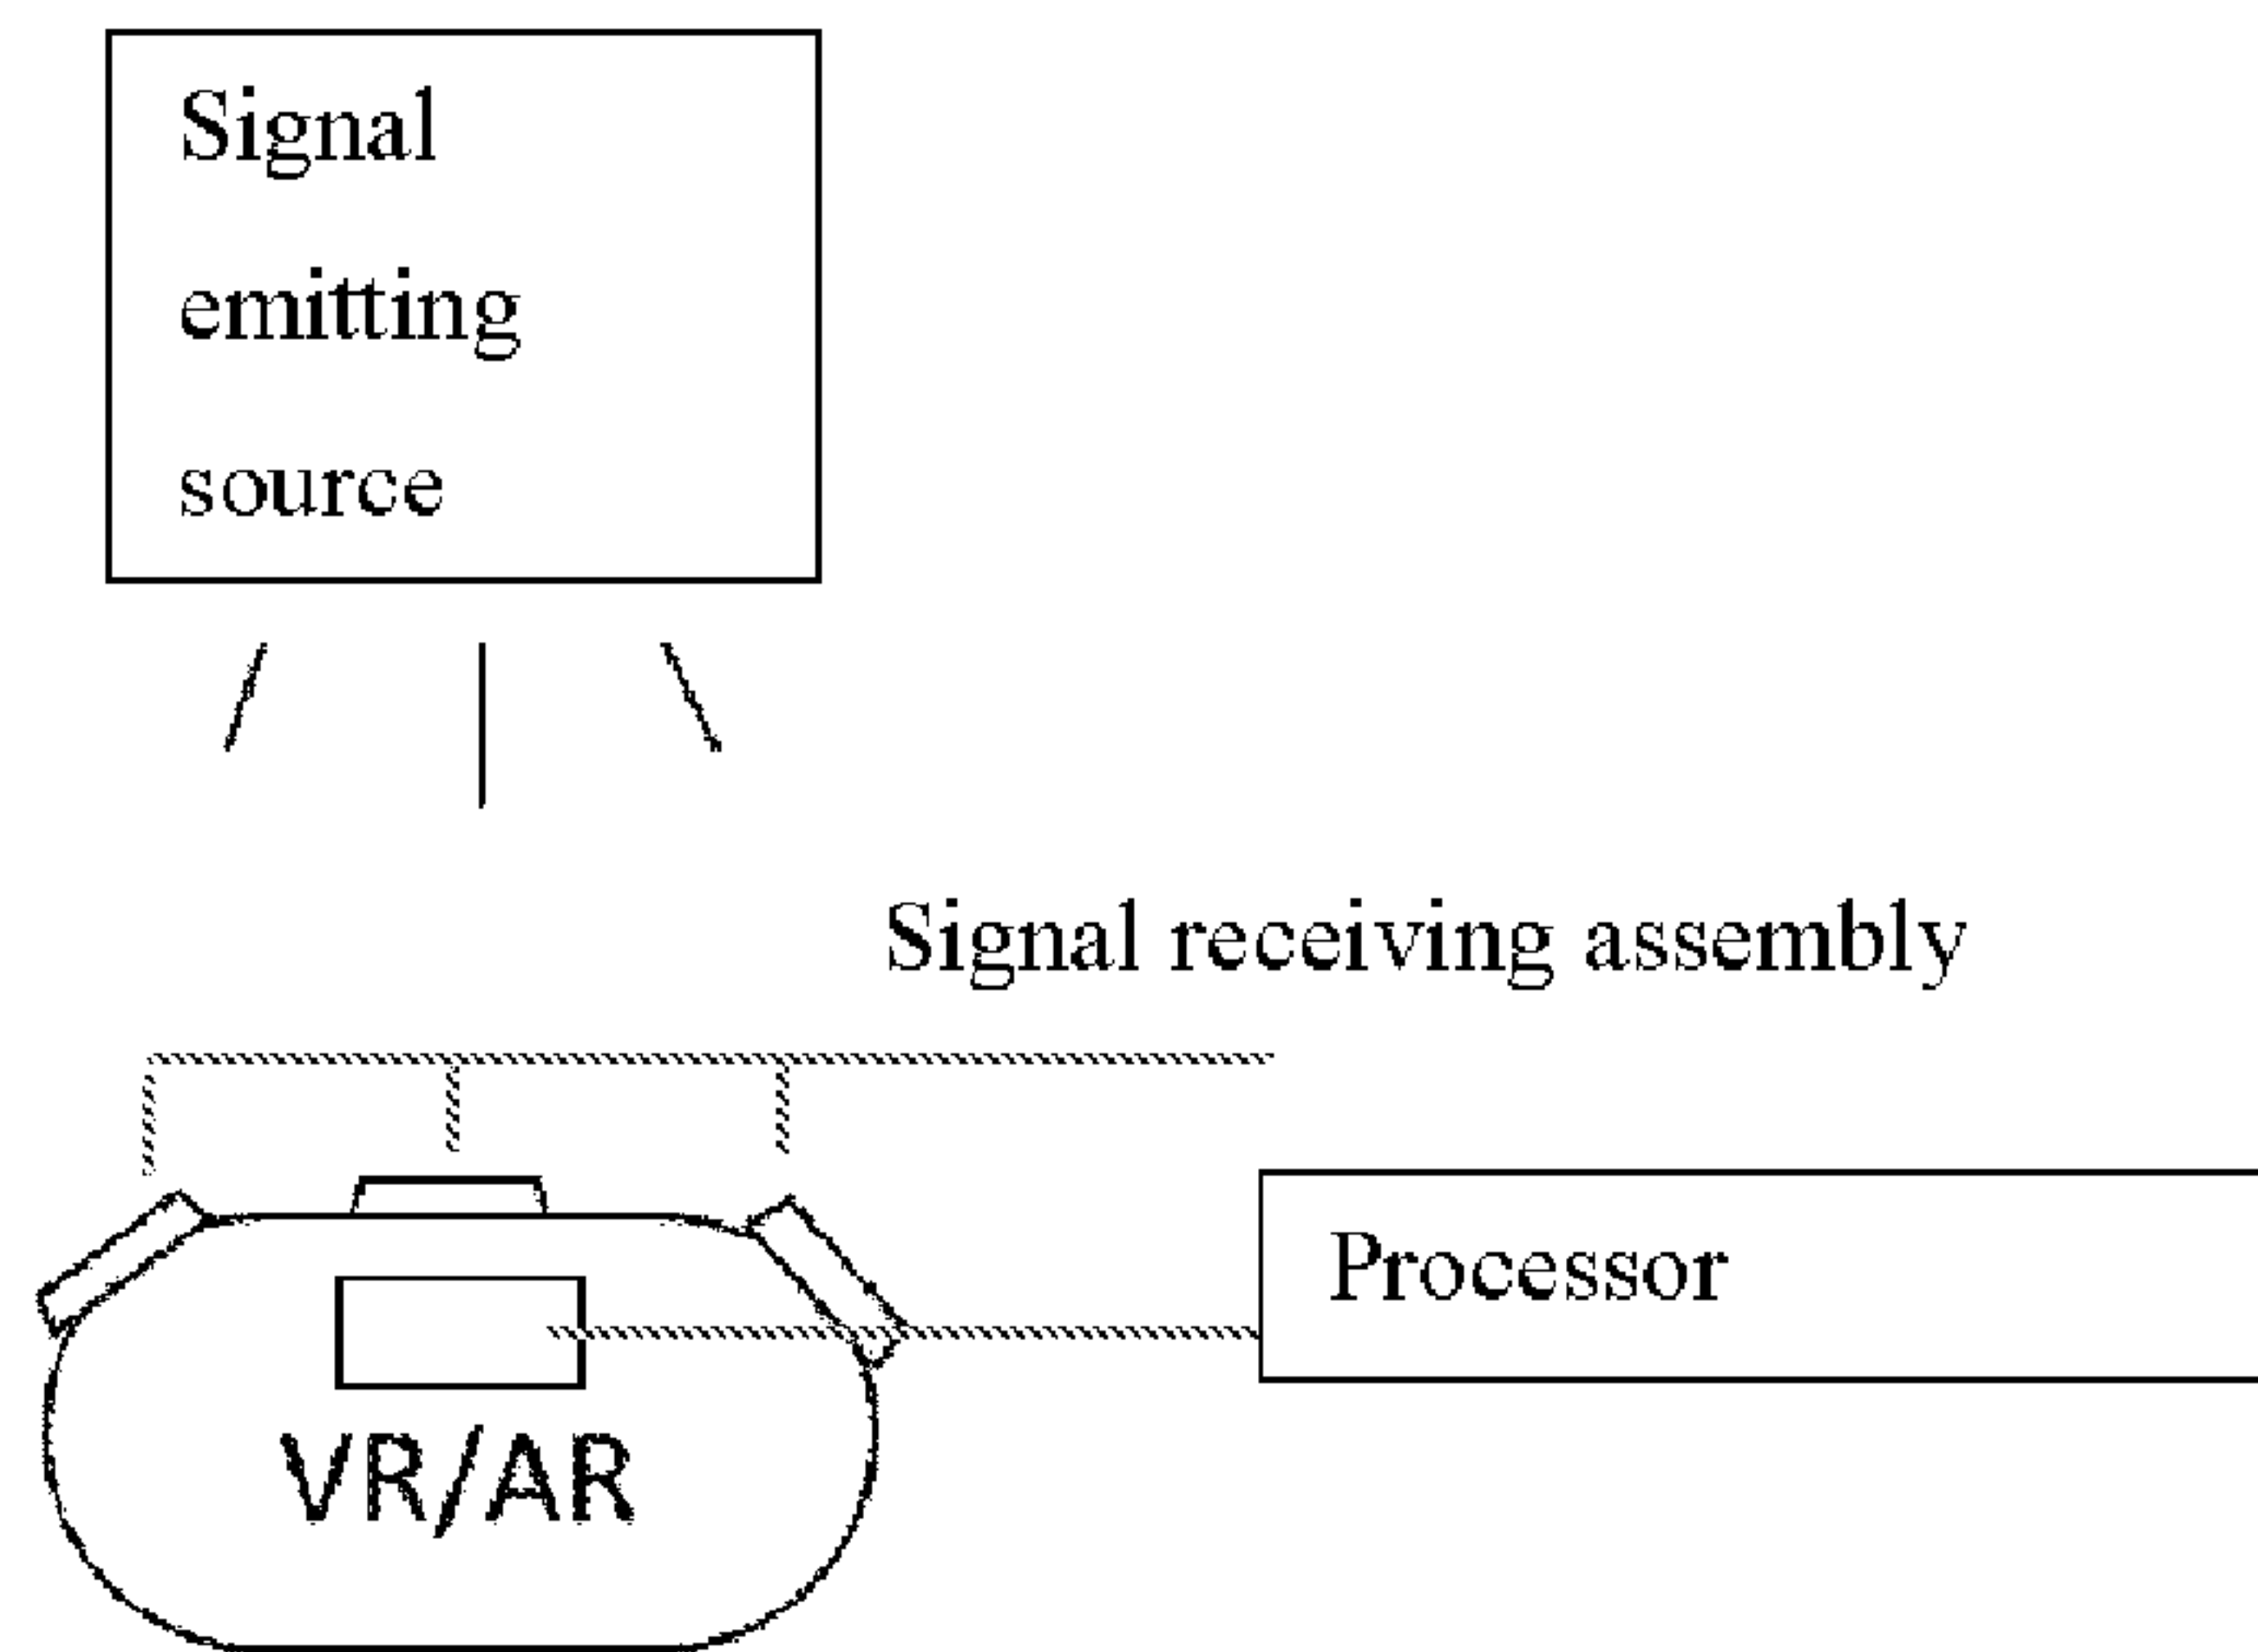 Signal
emitting
source
Signal receiving assembly
Processor
VR/AR